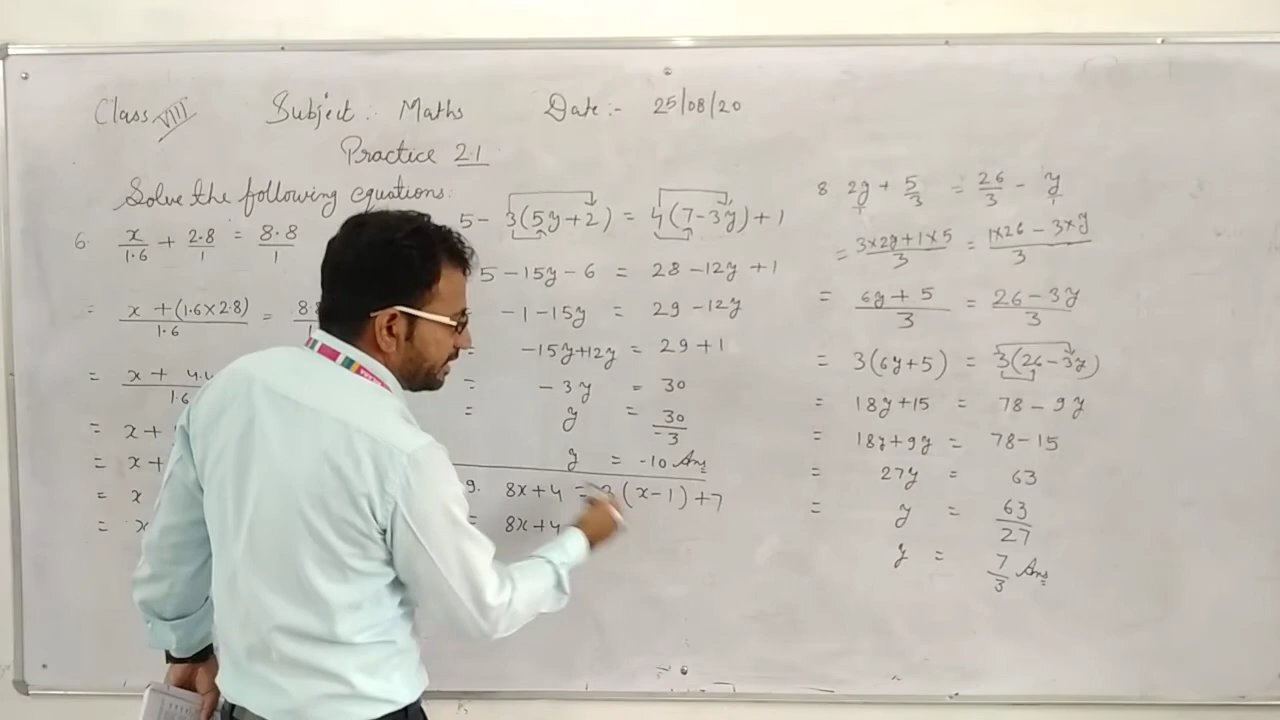 Class VIII Subject:. Maths Date:- 25/08/20
Practice 2.1
Solve the following equations.
6. x/1.6 + 2.8/1 = 8.8/1
= x + (1.6×2.8)/1.6 = 8.8
= x + 4.4 /1.6
= x +
= x +
= x
= x
5 - 3(5y+2) = 4(7-3y)+1
5 -15y-6 = 28-12y+1
-1-15y = 29-12y
= -15y+12y = 29+1
= -3y = 30
= y = 30/-3
y = -10 Ans
9. 8x+4 = (x-1)+7
= 8x+4
8 2y/1 + 5/3 = 26/3 - y/1
= 3×2y+1×5/3 = 1×26-3×y/3
= 6y+5/3 = 26-3y/3
= 3(6y+5) = 3(26-3y)
= 18y+15 = 78-9y
= 18y+9y = 78-15
= 27y = 63
= y = 63/27
y = 7/3 Ans